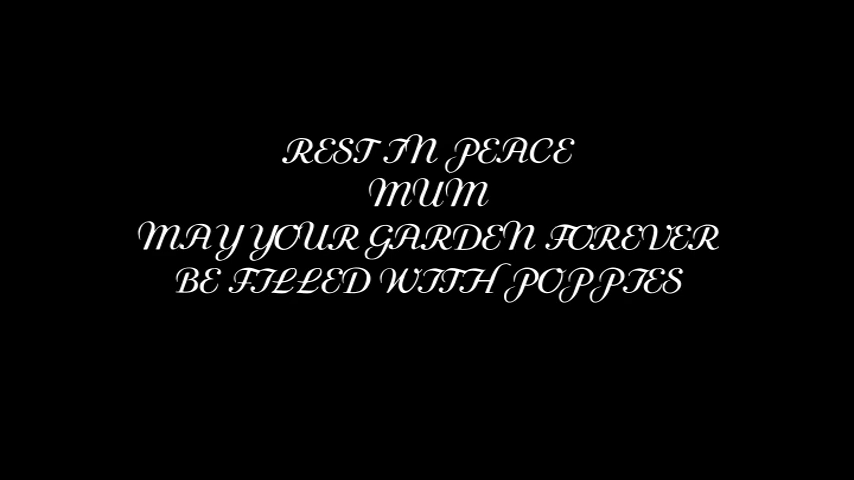 REST IN PEACE
MUM
MAY YOUR GARDEN FOREVER
BE FILLED WITH POPPIES